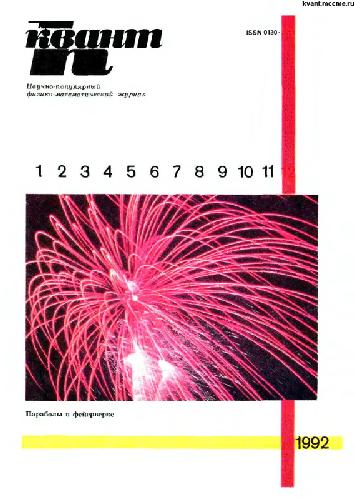 kvant.mccme.ru
квант
ISSN 0130-
Научно-популярный
физико-математический журнал
1 2 3 4 5 6 7 8 9 10 11 12
Параболы в фейерверке
1992